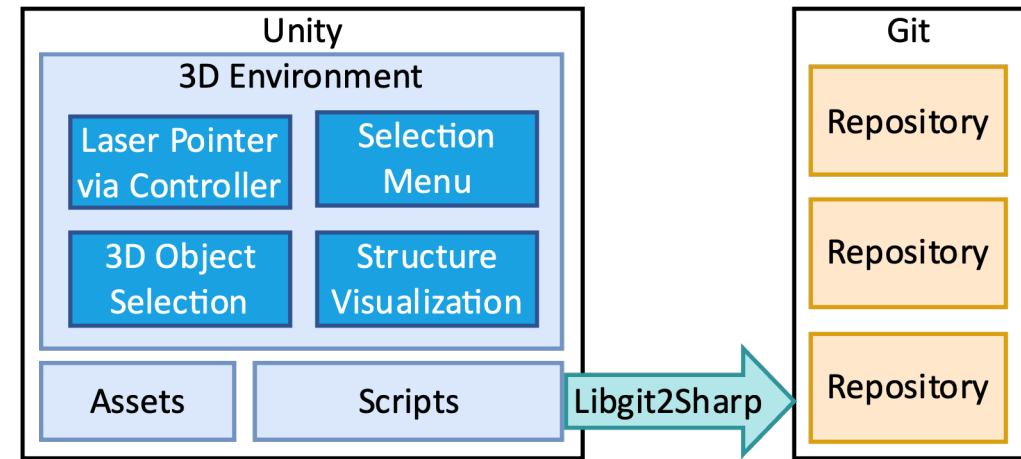 Unity
3D Environment
Laser Pointer
via Controller
Selection
Menu
3D Object
Selection
Structure
Visualization
Assets
Scripts
Libgit2Sharp
Git
Repository
Repository
Repository